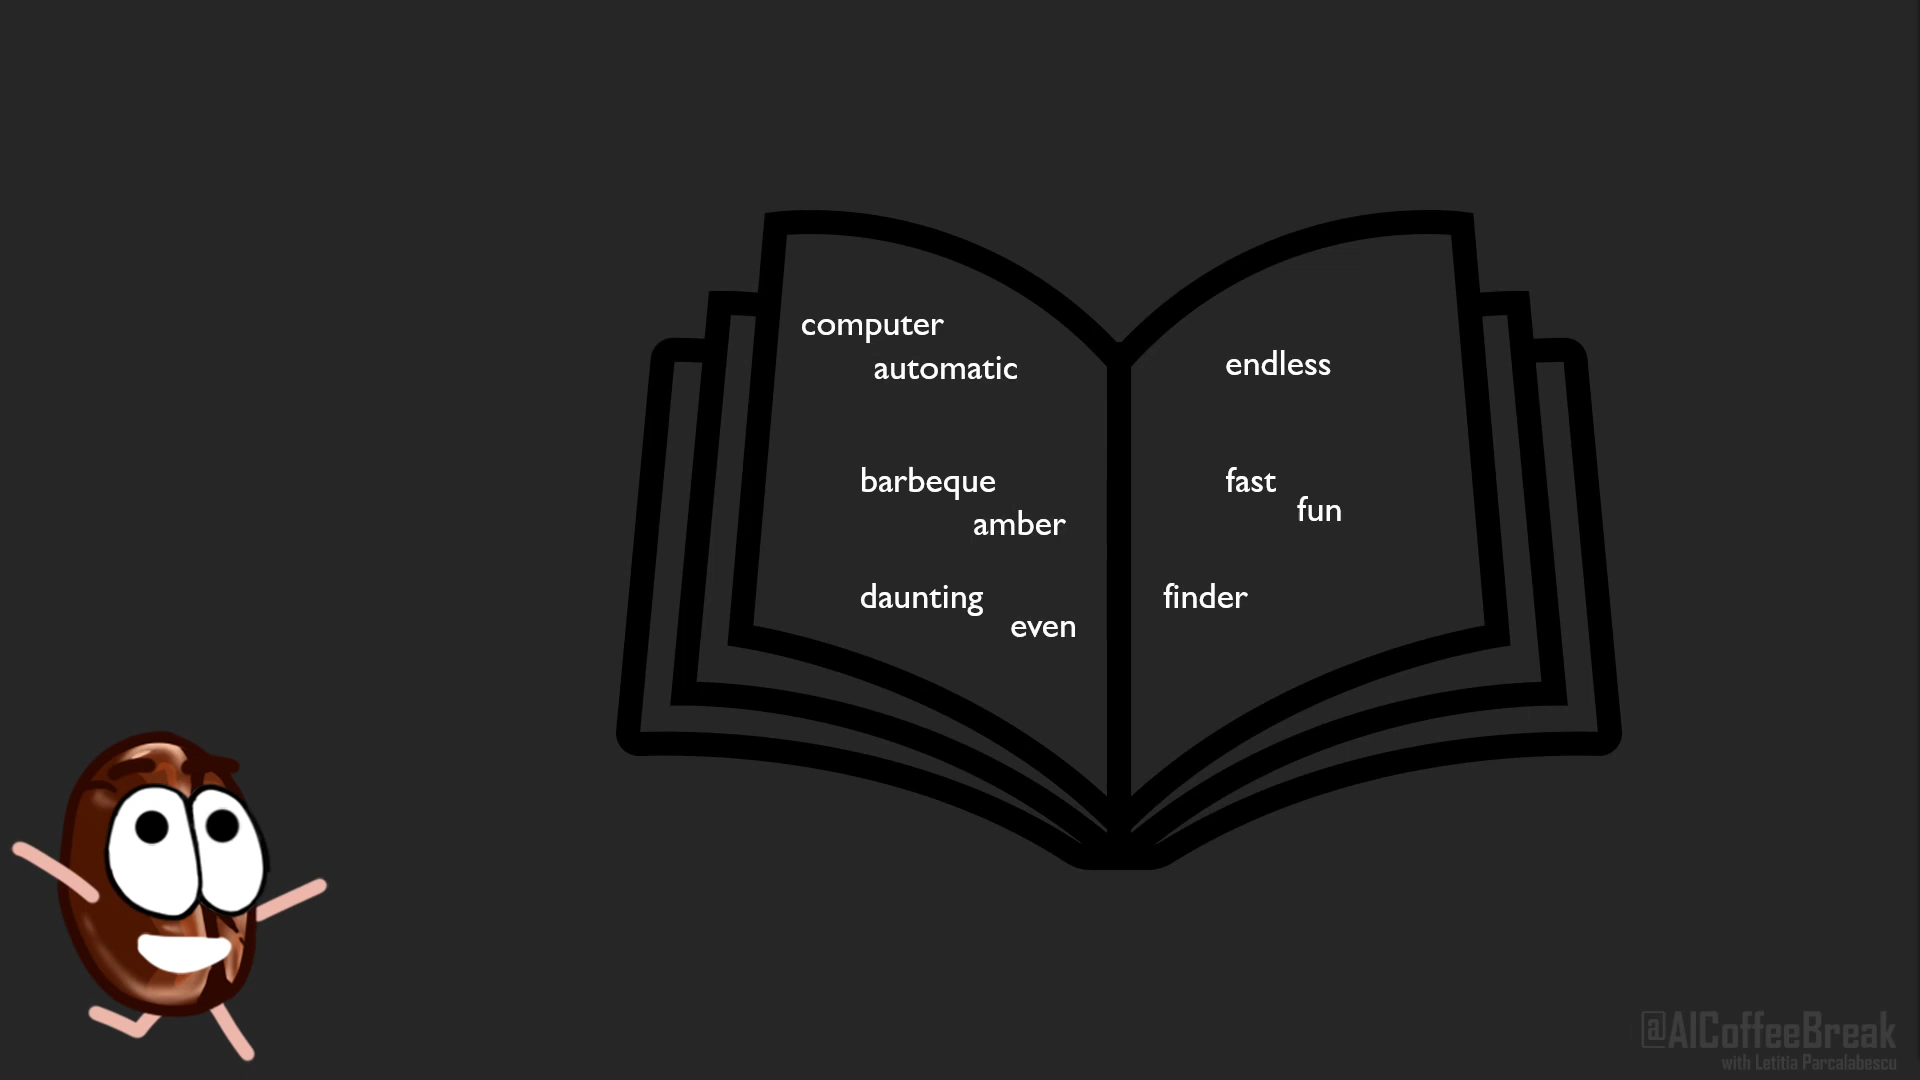 computer
automatic
barbeque
amber
daunting
even
endless
fast
fun
finder
@AICoffeeBreak
with Letitia Parcalabescu